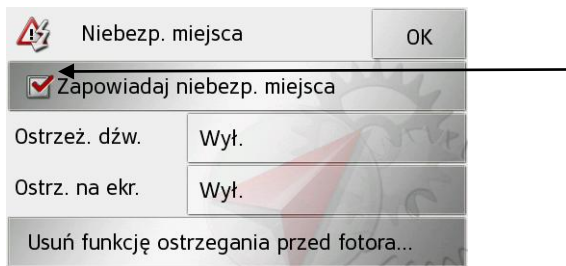 Niebezp. miejsca OK
Zapowiadaj niebezp. miejsca
Ostrzeż. dźw. Wył.
Ostrz. na ekr. Wył.
Usuń funkcję ostrzegania przed fotora...